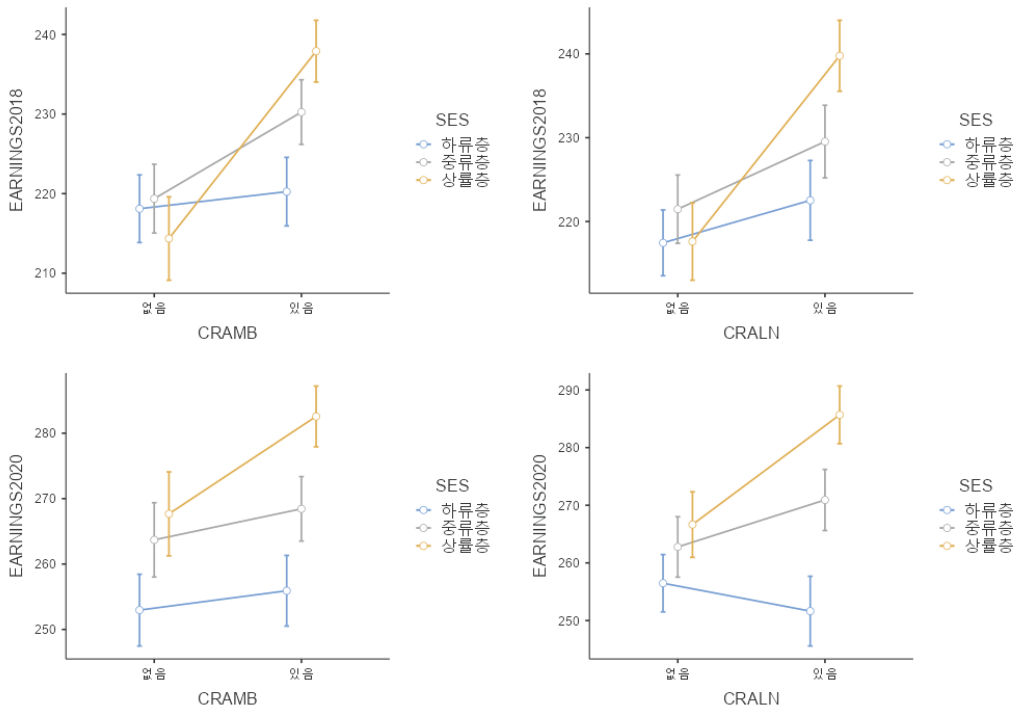 EARNINGS2018
240
230
220
210
없음
있음
CRAMB
SES
하류층
중류층
상률층
EARNINGS2018
240
230
220
없음
있음
CRALN
SES
하류층
중류층
상률층
EARNINGS2020
280
270
260
250
없음
있음
CRAMB
SES
하류층
중류층
상률층
EARNINGS2020
290
280
270
260
250
없음
있음
CRALN
SES
하류층
중류층
상률층